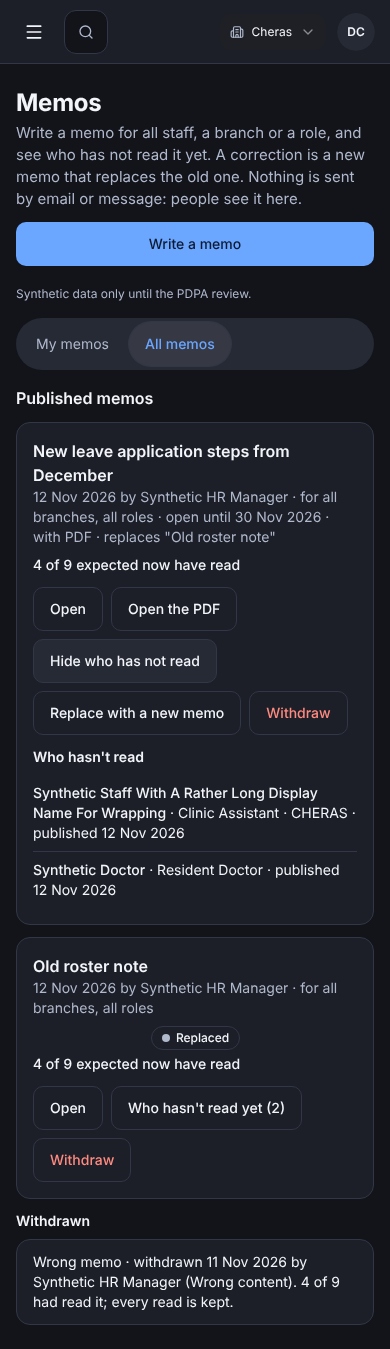 Cheras
DC
Memos
Write a memo for all staff, a branch or a role, and
see who has not read it yet. A correction is a new
memo that replaces the old one. Nothing is sent
by email or message: people see it here.
Write a memo
Synthetic data only until the PDPA review.
My memos
All memos
Published memos
New leave application steps from
December
12 Nov 2026 by Synthetic HR Manager · for all
branches, all roles · open until 30 Nov 2026 ·
with PDF · replaces "Old roster note"
4 of 9 expected now have read
Open
Open the PDF
Hide who has not read
Replace with a new memo
Withdraw
Who hasn't read
Synthetic Staff With A Rather Long Display
Name For Wrapping · Clinic Assistant · CHERAS ·
published 12 Nov 2026
Synthetic Doctor · Resident Doctor · published
12 Nov 2026
Old roster note
12 Nov 2026 by Synthetic HR Manager · for all
branches, all roles
Replaced
4 of 9 expected now have read
Open
Who hasn't read yet (2)
Withdraw
Withdrawn
Wrong memo · withdrawn 11 Nov 2026 by
Synthetic HR Manager (Wrong content). 4 of 9
had read it; every read is kept.